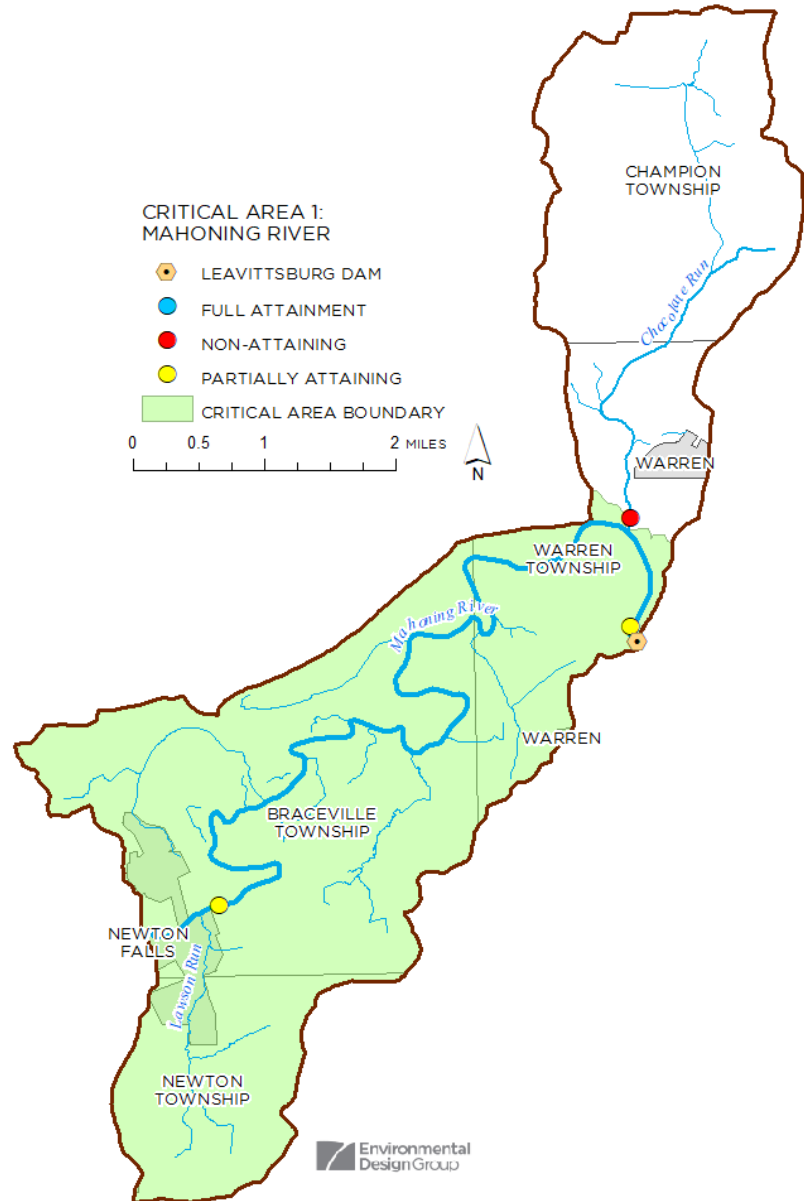 CHAMPION
TOWNSHIP
CRITICAL AREA 1:
MAHONING RIVER
LEAVITTSBURG DAM
FULL ATTAINMENT
NON-ATTAINING
PARTIALLY ATTAINING
CRITICAL AREA BOUNDARY
0 0.5 1 2 MILES
N
Chocolate Run
WARREN
WARREN
TOWNSHIP
Mahoning River
WARREN
BRACEVILLE
TOWNSHIP
NEWTON
FALLS
Lawson Run
NEWTON
TOWNSHIP
Environmental
DesignGroup